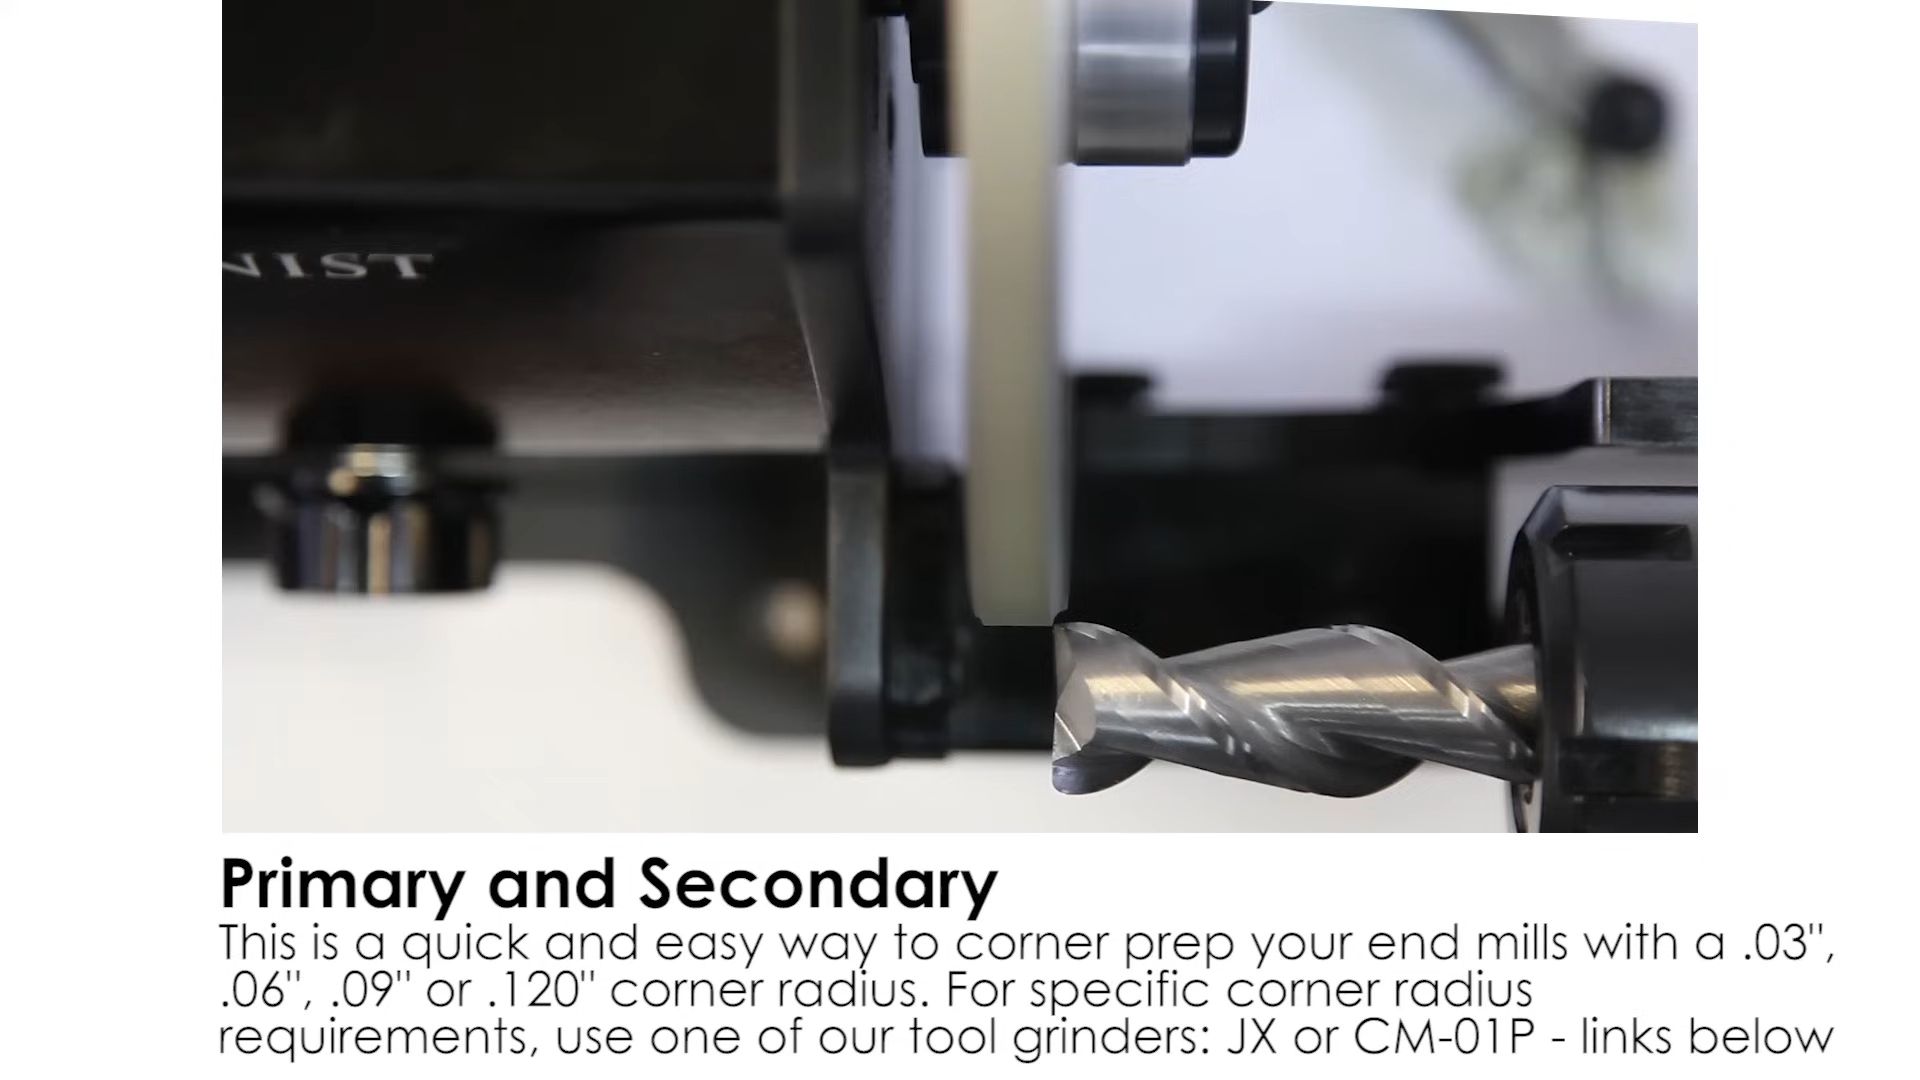 NIST
Primary and Secondary
This is a quick and easy way to corner prep your end mills with a .03",
.06", .09" or .120" corner radius. For specific corner radius
requirements, use one of our tool grinders: JX or CM-01P - links below